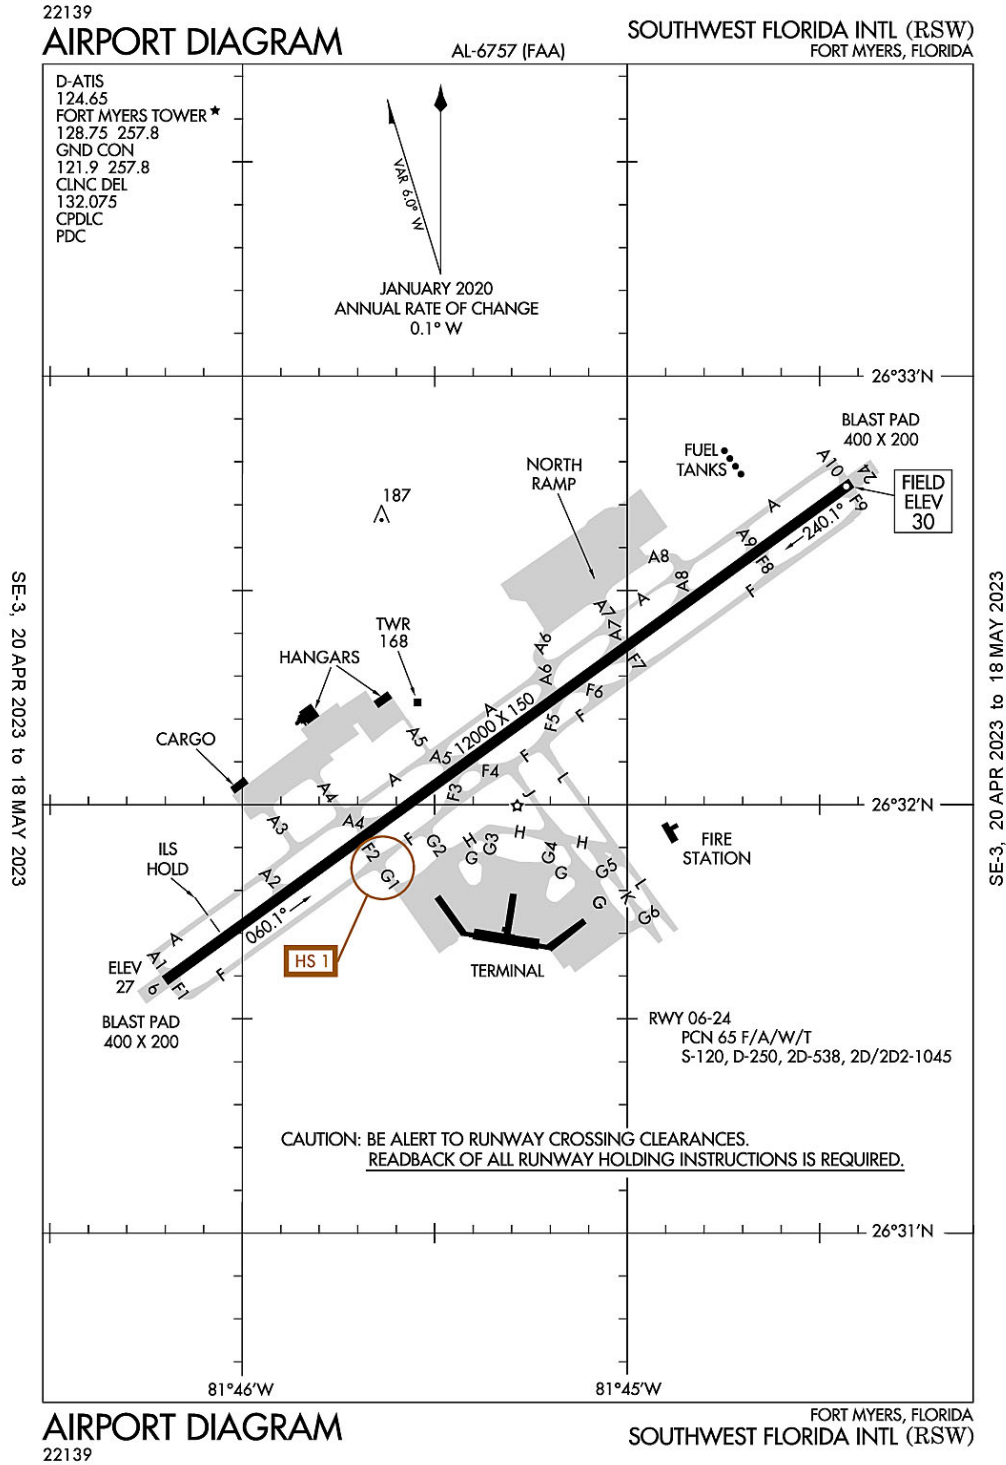 22139
AIRPORT DIAGRAM
AL-6757 (FAA)
SOUTHWEST FLORIDA INTL (RSW)
FORT MYERS, FLORIDA
D-ATIS
124.65
FORT MYERS TOWER ★
128.75 257.8
GND CON
121.9 257.8
CLNC DEL
132.075
CPDLC
PDC
VAR 6.0° W
JANUARY 2020
ANNUAL RATE OF CHANGE
0.1° W
26°33'N
BLAST PAD
400 X 200
FUEL
TANKS
NORTH
RAMP
A10
24
FIELD
ELEV
30
187
A
F9
240.1°
A9
F8
A8
A8
F
A7
A
A7
TWR
168
A6
F7
HANGARS
A6
F6
A
12000 X 150
F5
F
CARGO
A5
A5
F
F4
L
A
F3
J
A4
26°32'N
A3
A4
F
G2
H
G3
H
H
FIRE
STATION
ILS
HOLD
F2
G
G4
A2
G1
G
G5
L
K
G
G6
060.1°
A
A1
HS 1
ELEV
27
6
F1
F
TERMINAL
BLAST PAD
400 X 200
RWY 06-24
PCN 65 F/A/W/T
S-120, D-250, 2D-538, 2D/2D2-1045
CAUTION: BE ALERT TO RUNWAY CROSSING CLEARANCES.
READBACK OF ALL RUNWAY HOLDING INSTRUCTIONS IS REQUIRED.
26°31'N
81°46'W
81°45'W
SE-3, 20 APR 2023 to 18 MAY 2023
SE-3, 20 APR 2023 to 18 MAY 2023
AIRPORT DIAGRAM
22139
FORT MYERS, FLORIDA
SOUTHWEST FLORIDA INTL (RSW)